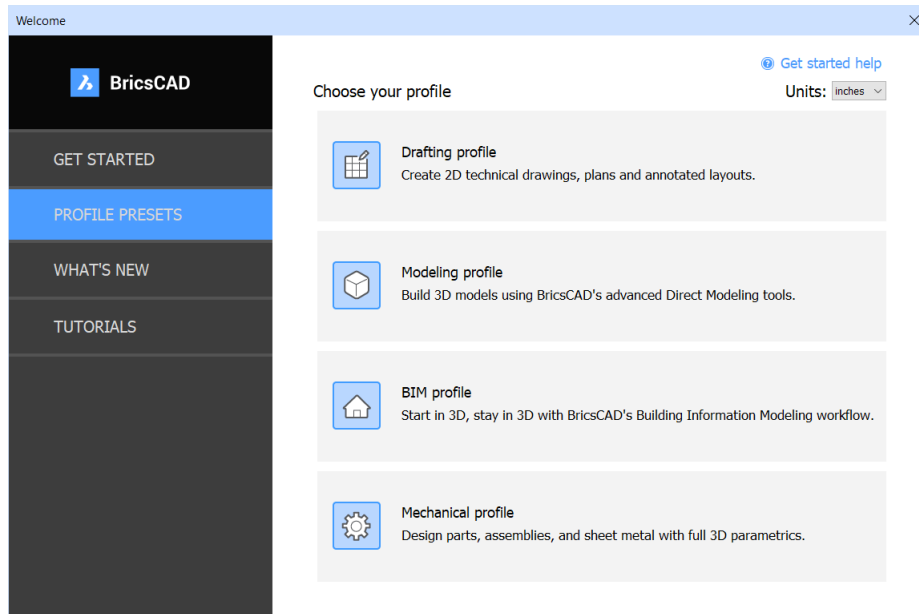 Welcome
BricsCAD
GET STARTED
PROFILE PRESETS
WHAT'S NEW
TUTORIALS
Get started help
Choose your profile
Units: inches
Drafting profile
Create 2D technical drawings, plans and annotated layouts.
Modeling profile
Build 3D models using BricsCAD's advanced Direct Modeling tools.
BIM profile
Start in 3D, stay in 3D with BricsCAD's Building Information Modeling workflow.
Mechanical profile
Design parts, assemblies, and sheet metal with full 3D parametrics.